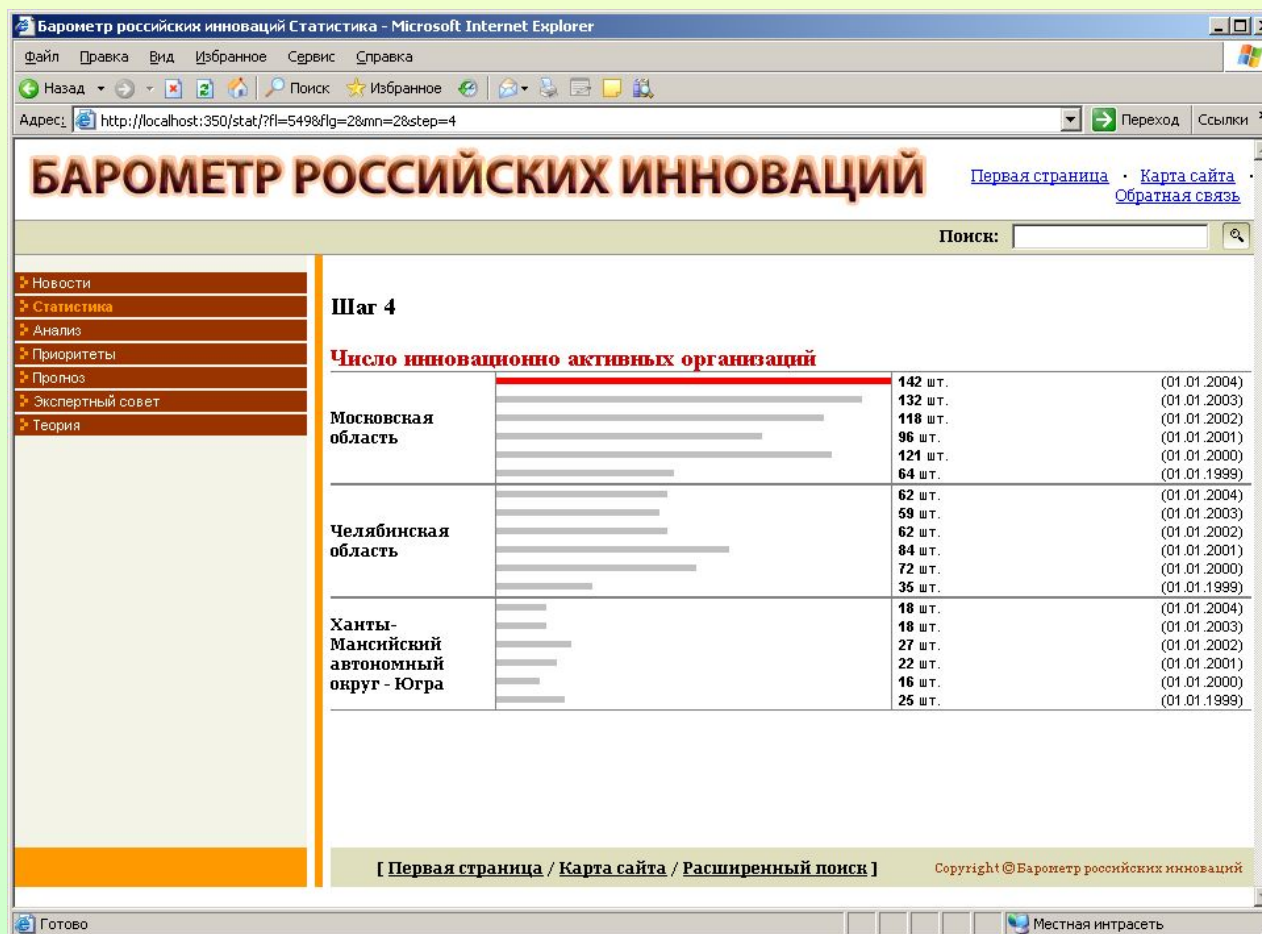 Барометр российских инноваций Статистика - Microsoft Internet Explorer
Файл Правка Вид Избранное Сервис Справка
Назад Поиск Избранное
Адрес: http://localhost:350/stat/?fl=549&flg=2&mn=2&step=4 Переход Ссылки
БАРОМЕТР РОССИЙСКИХ ИННОВАЦИЙ
Первая страница · Карта сайта ·
Обратная связь
Поиск:
Новости
Статистика
Анализ
Приоритеты
Прогноз
Экспертный совет
Теория
Шаг 4
Число инновационно активных организаций
Московская
область
142 шт. (01.01.2004)
132 шт. (01.01.2003)
118 шт. (01.01.2002)
96 шт. (01.01.2001)
121 шт. (01.01.2000)
64 шт. (01.01.1999)
Челябинская
область
62 шт. (01.01.2004)
59 шт. (01.01.2003)
62 шт. (01.01.2002)
84 шт. (01.01.2001)
72 шт. (01.01.2000)
35 шт. (01.01.1999)
Ханты-
Мансийский
автономный
округ - Югра
18 шт. (01.01.2004)
18 шт. (01.01.2003)
27 шт. (01.01.2002)
22 шт. (01.01.2001)
16 шт. (01.01.2000)
25 шт. (01.01.1999)
[ Первая страница / Карта сайта / Расширенный поиск ]
Copyright © Барометр российских инноваций
Готово
Местная интрасеть